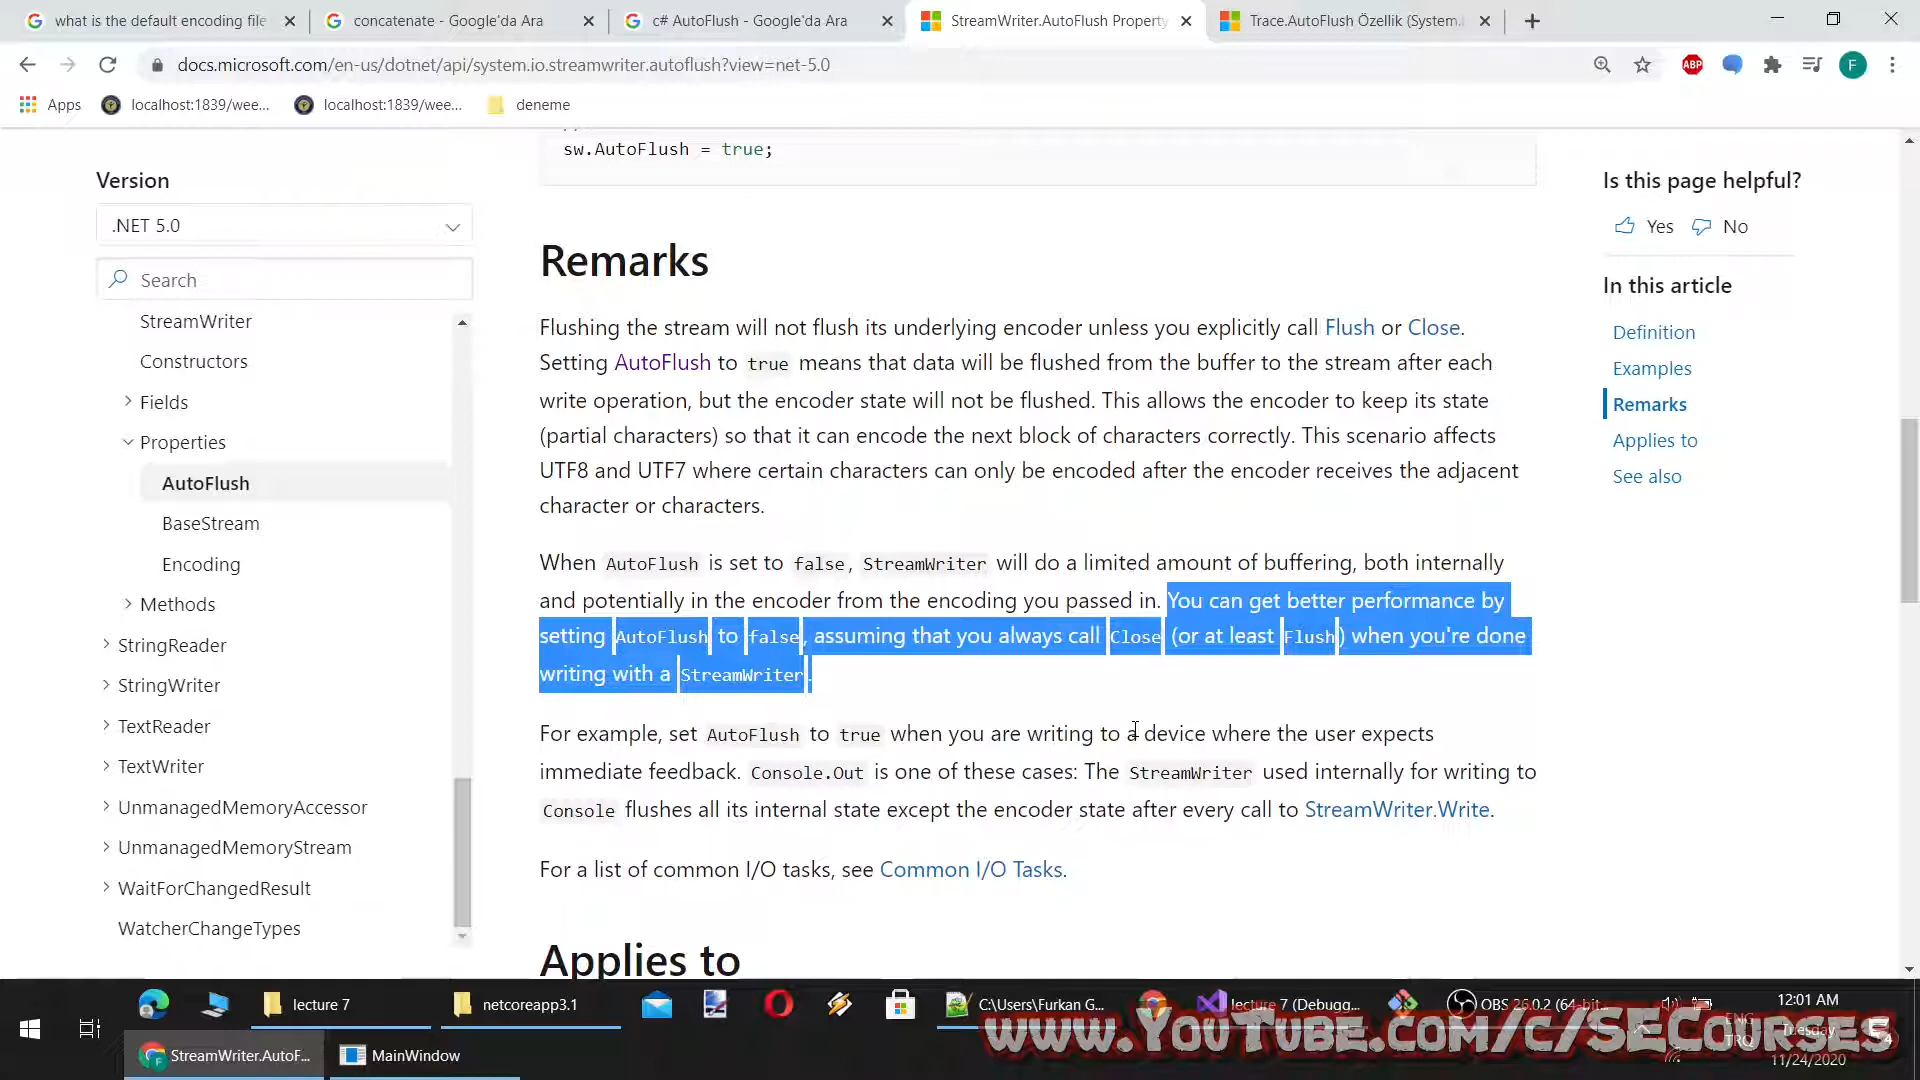 what is the default encoding file
concatenate - Google'da Ara
c# AutoFlush - Google'da Ara
StreamWriter.AutoFlush Property
Trace.AutoFlush Özellik (System.
docs.microsoft.com/en-us/dotnet/api/system.io.streamwriter.autoflush?view=net-5.0
ABP
F
Apps
localhost:1839/wee...
localhost:1839/wee...
deneme
sw.AutoFlush = true;
Version
.NET 5.0
Search
StreamWriter
Constructors
Fields
Properties
AutoFlush
BaseStream
Encoding
Methods
StringReader
StringWriter
TextReader
TextWriter
UnmanagedMemoryAccessor
UnmanagedMemoryStream
WaitForChangedResult
WatcherChangeTypes
Remarks
Flushing the stream will not flush its underlying encoder unless you explicitly call Flush or Close.
Setting AutoFlush to true means that data will be flushed from the buffer to the stream after each
write operation, but the encoder state will not be flushed. This allows the encoder to keep its state
(partial characters) so that it can encode the next block of characters correctly. This scenario affects
UTF8 and UTF7 where certain characters can only be encoded after the encoder receives the adjacent
character or characters.
When AutoFlush is set to false, StreamWriter will do a limited amount of buffering, both internally
and potentially in the encoder from the encoding you passed in. You can get better performance by
setting AutoFlush to false, assuming that you always call Close (or at least Flush) when you're done
writing with a StreamWriter.
For example, set AutoFlush to true when you are writing to a device where the user expects
immediate feedback. Console.Out is one of these cases: The StreamWriter used internally for writing to
Console flushes all its internal state except the encoder state after every call to StreamWriter.Write.
For a list of common I/O tasks, see Common I/O Tasks.
Applies to
Is this page helpful?
Yes
No
In this article
Definition
Examples
Remarks
Applies to
See also
lecture 7
netcoreapp3.1
C:\Users\Furkan G...
lecture 7 (Debugg...
OBS 26.0.2 (64-bit...
12:01 AM
ENG
Tuesday
TRQ
11/24/2020
4
StreamWriter.AutoF...
MainWindow
www.YouTube.com/c/SECourses